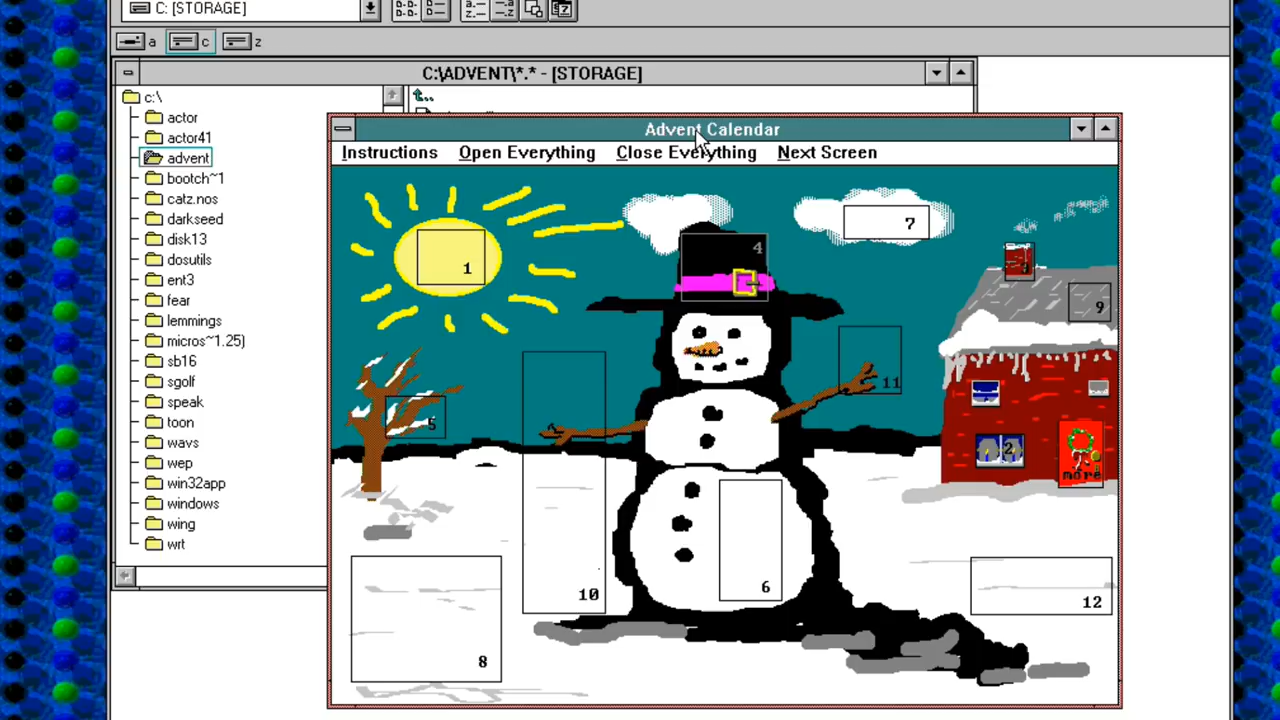 C: [STORAGE]
a c z
C:\ADVENT\*.* - [STORAGE]
c:\
actor
actor41
advent
bootch~1
catz.nos
darkseed
disk13
dosutils
ent3
fear
lemmings
micros~1.25)
sb16
sgolf
speak
toon
wavs
wep
win32app
windows
wing
wrt
..
Advent Calendar
Instructions Open Everything Close Everything Next Screen
1
4
7
9
11
5
2
more
10
6
8
12